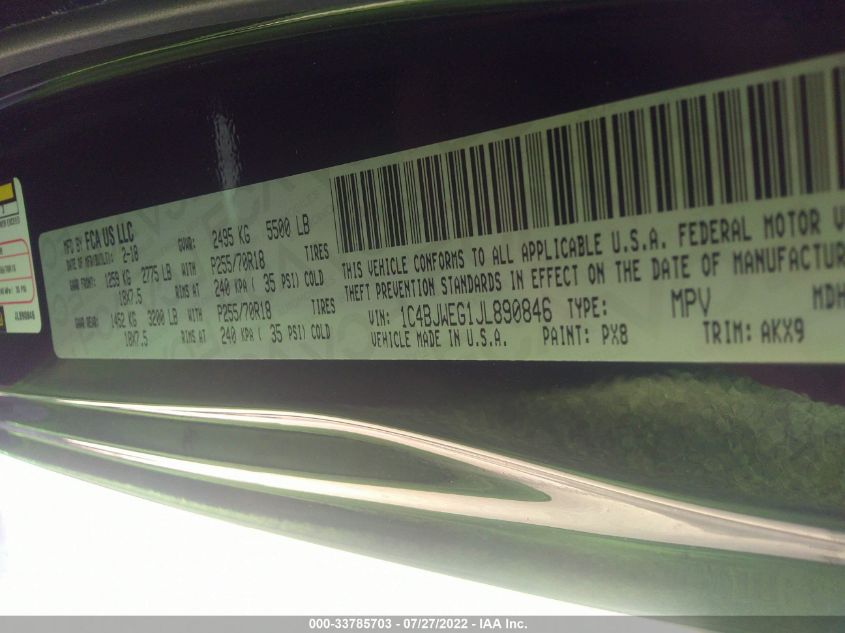 MFD BY FCA US LLC
DATE OF MFR/BUILT: 2-18 GVWR: 2495 KG 5500 LB
GAWR FRONT: 1259 KG 2775 LB WITH P255/70R18 TIRES
18X7.5 RIMS AT 240 KPA ( 35 PSI) COLD
GAWR REAR: 1452 KG 3200 LB WITH P255/70R18 TIRES
18X7.5 RIMS AT 240 KPA ( 35 PSI) COLD
THIS VEHICLE CONFORMS TO ALL APPLICABLE U.S.A. FEDERAL MOTOR V
THEFT PREVENTION STANDARDS IN EFFECT ON THE DATE OF MANUFACTUR
VIN: 1C4BJWEG1JL890846 TYPE: MPV MDH
VEHICLE MADE IN U.S.A. PAINT: PX8 TRIM: AKX9
JL890846
000-33785703 - 07/27/2022 - IAA Inc.